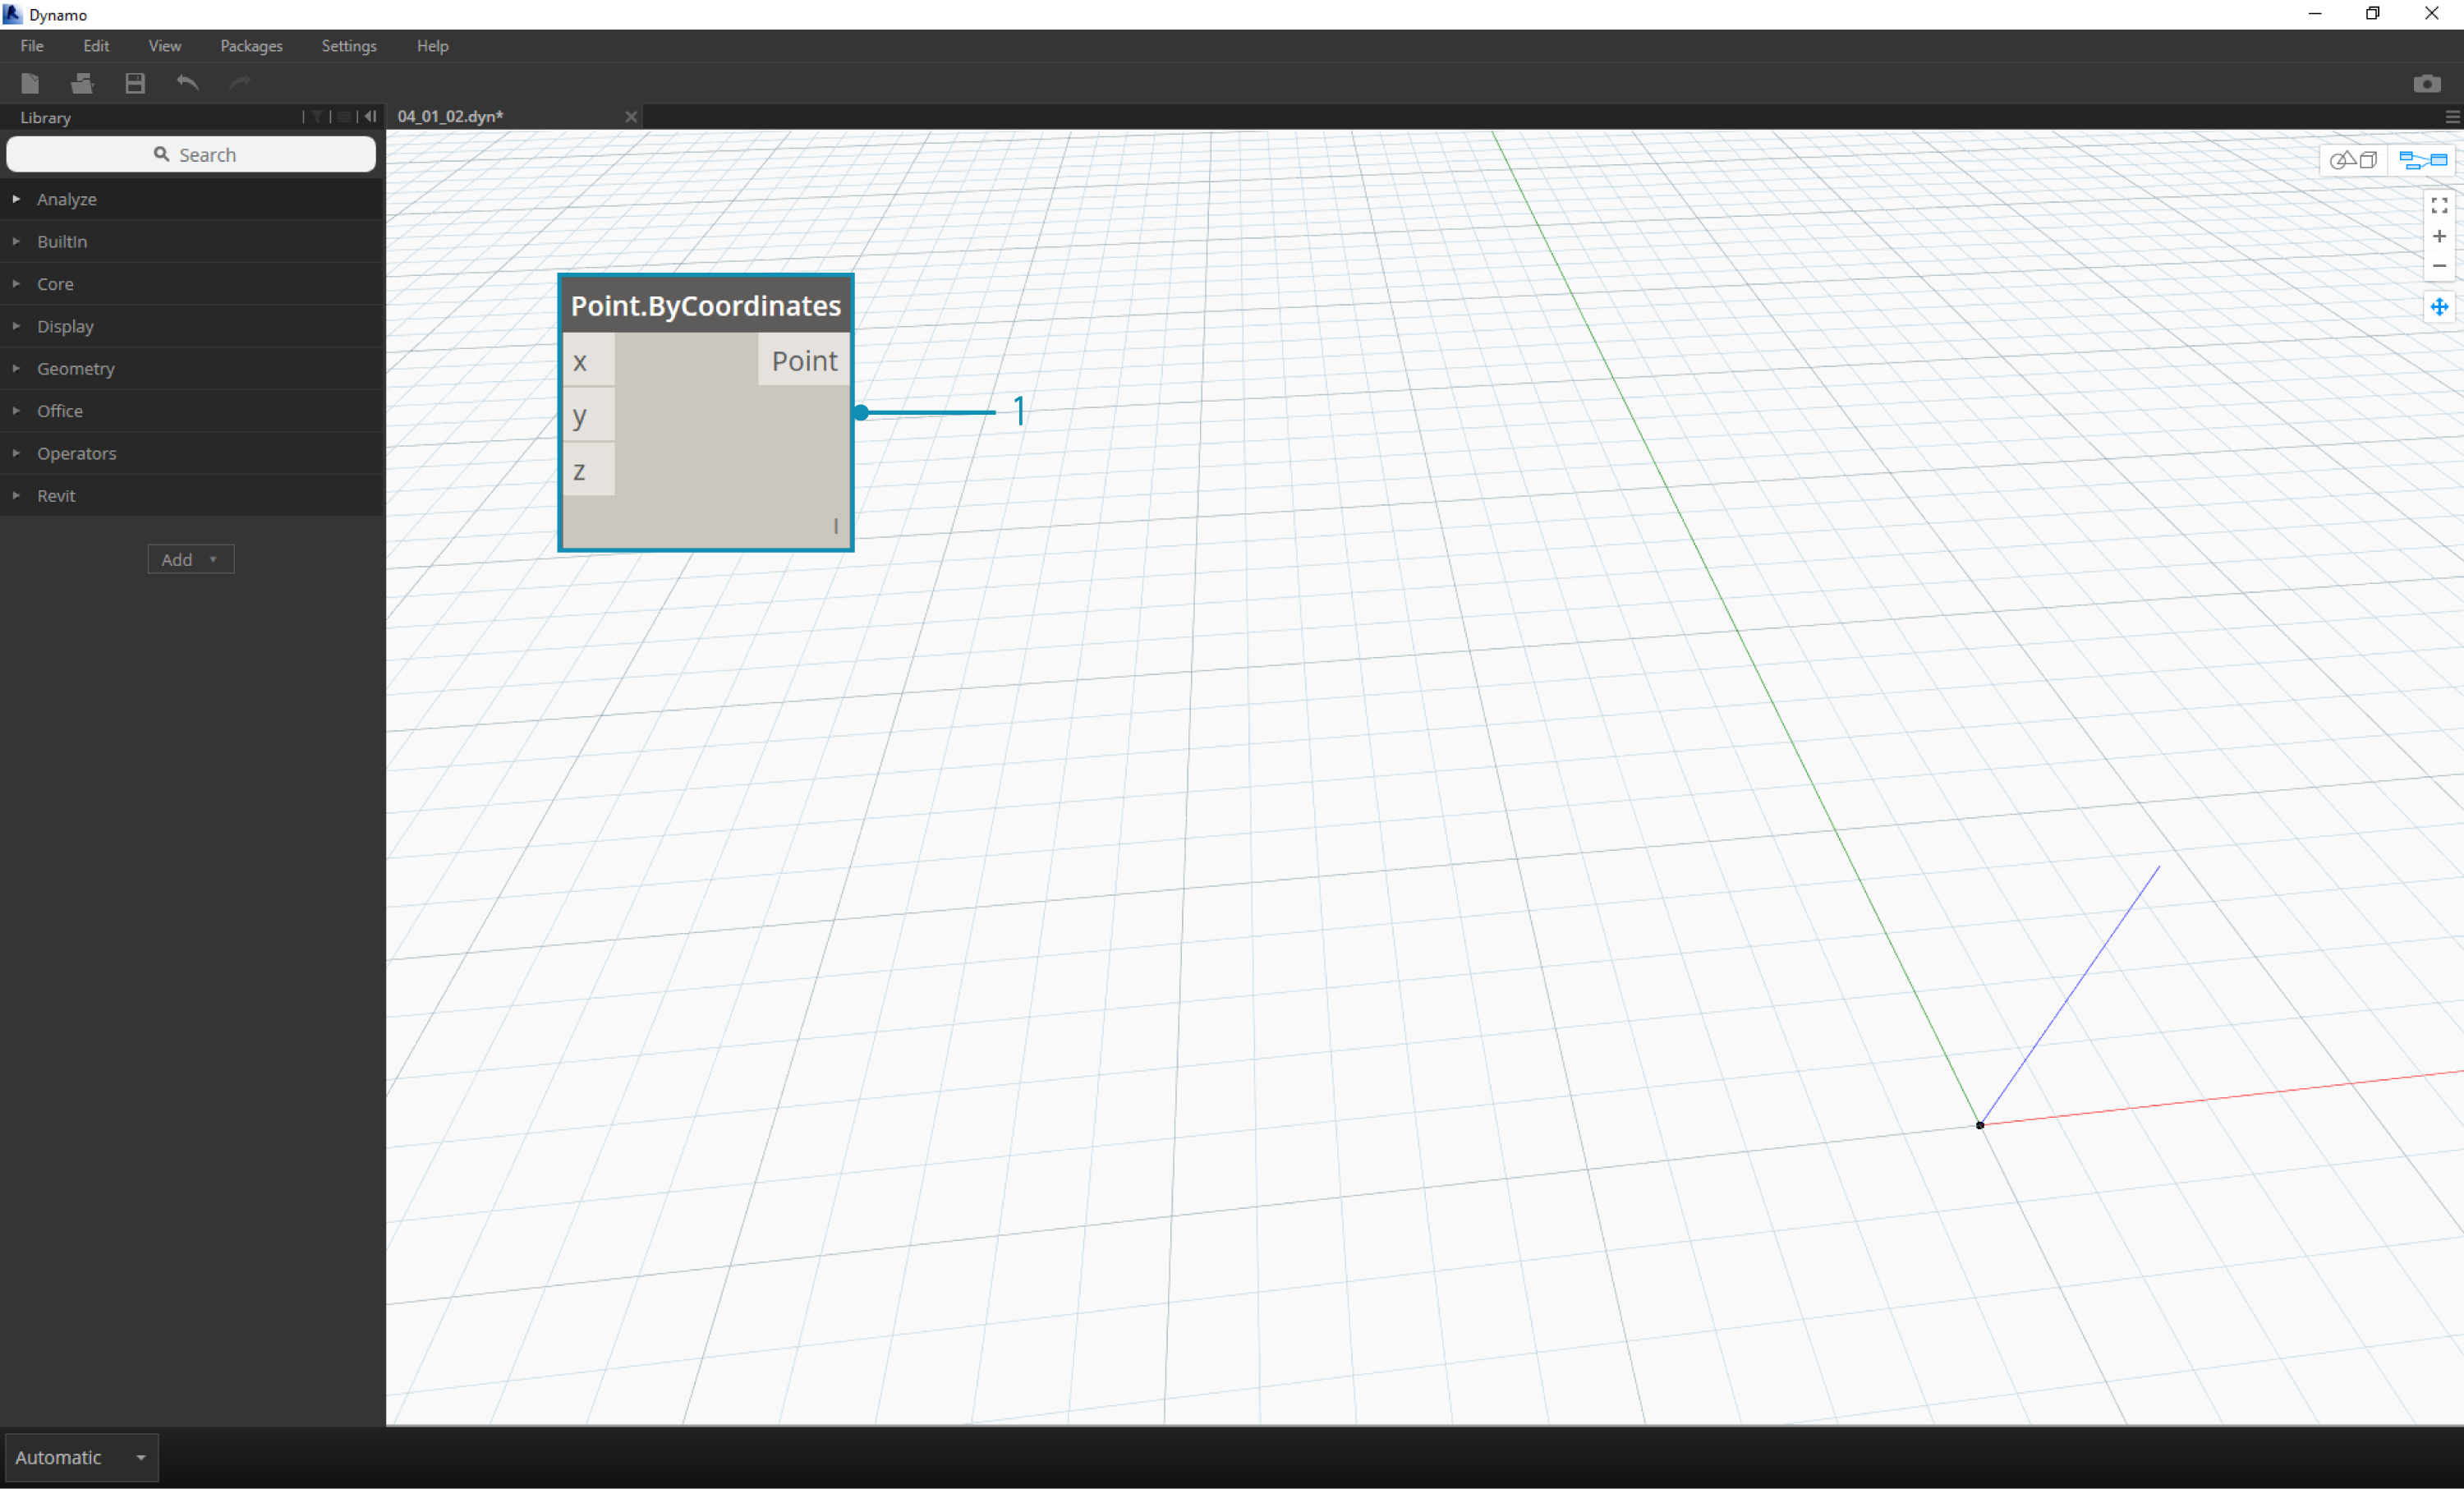 Dynamo
File Edit View Packages Settings Help
Library
04_01_02.dyn*
Search
Analyze
BuiltIn
Core
Display
Geometry
Office
Operators
Revit
Add
Point.ByCoordinates
x Point
y
z
l
1
Automatic